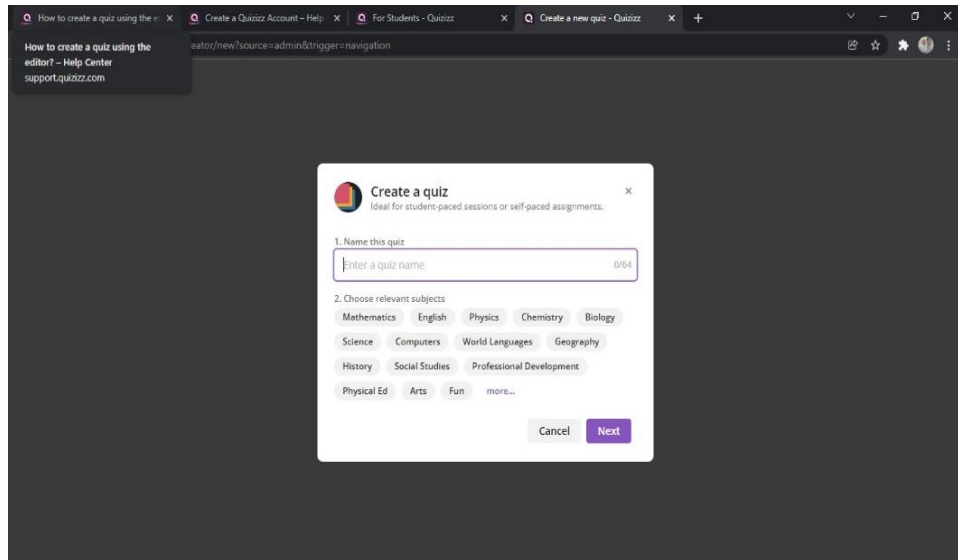 How to create a quiz using the e
Create a Quizizz Account – Help
For Students - Quizizz
Create a new quiz - Quizizz
How to create a quiz using the
editor? – Help Center
support.quizizz.com
eator/new?source=admin&trigger=navigation
Create a quiz
Ideal for student-paced sessions or self-paced assignments.
1. Name this quiz
Enter a quiz name 0/64
2. Choose relevant subjects
Mathematics English Physics Chemistry Biology
Science Computers World Languages Geography
History Social Studies Professional Development
Physical Ed Arts Fun more...
Cancel Next